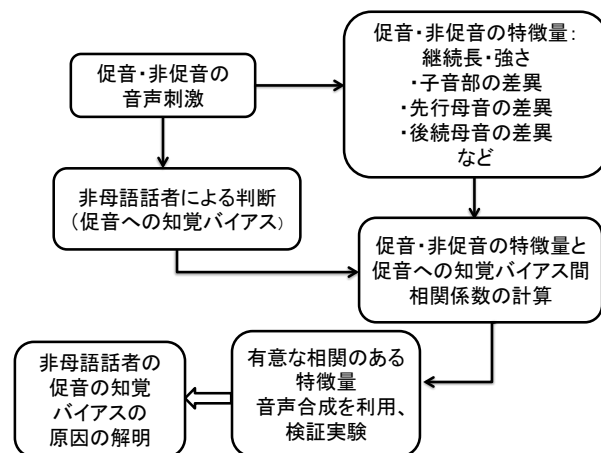 促音・非促音の
音声刺激
促音・非促音の特徴量：
継続長・強さ
・子音部の差異
・先行母音の差異
・後続母音の差異
など
非母語話者による判断
（促音への知覚バイアス）
促音・非促音の特徴量と
促音への知覚バイアス間
相関係数の計算
有意な相関のある
特徴量
音声合成を利用、
検証実験
非母語話者の
促音の知覚
バイアスの
原因の解明